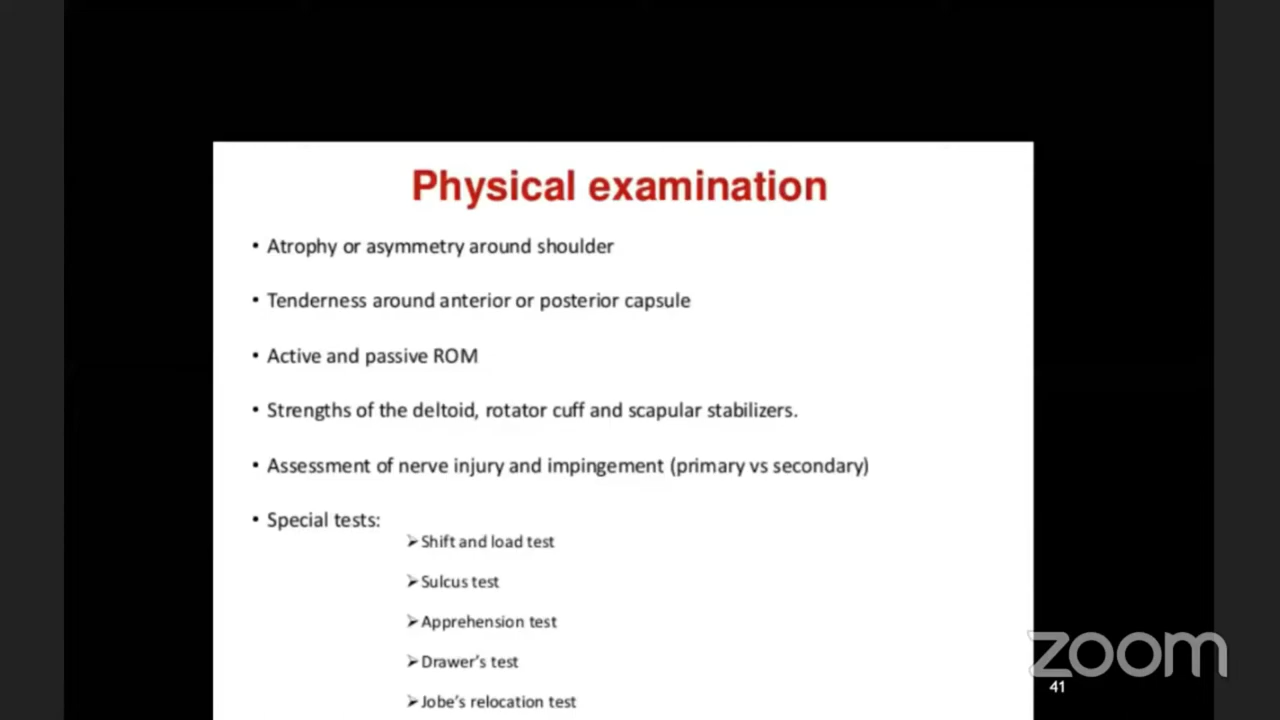 Physical examination
• Atrophy or asymmetry around shoulder
• Tenderness around anterior or posterior capsule
• Active and passive ROM
• Strengths of the deltoid, rotator cuff and scapular stabilizers.
• Assessment of nerve injury and impingement (primary vs secondary)
• Special tests:
➢Shift and load test
➢Sulcus test
➢Apprehension test
➢Drawer's test
➢Jobe's relocation test
zoom
41